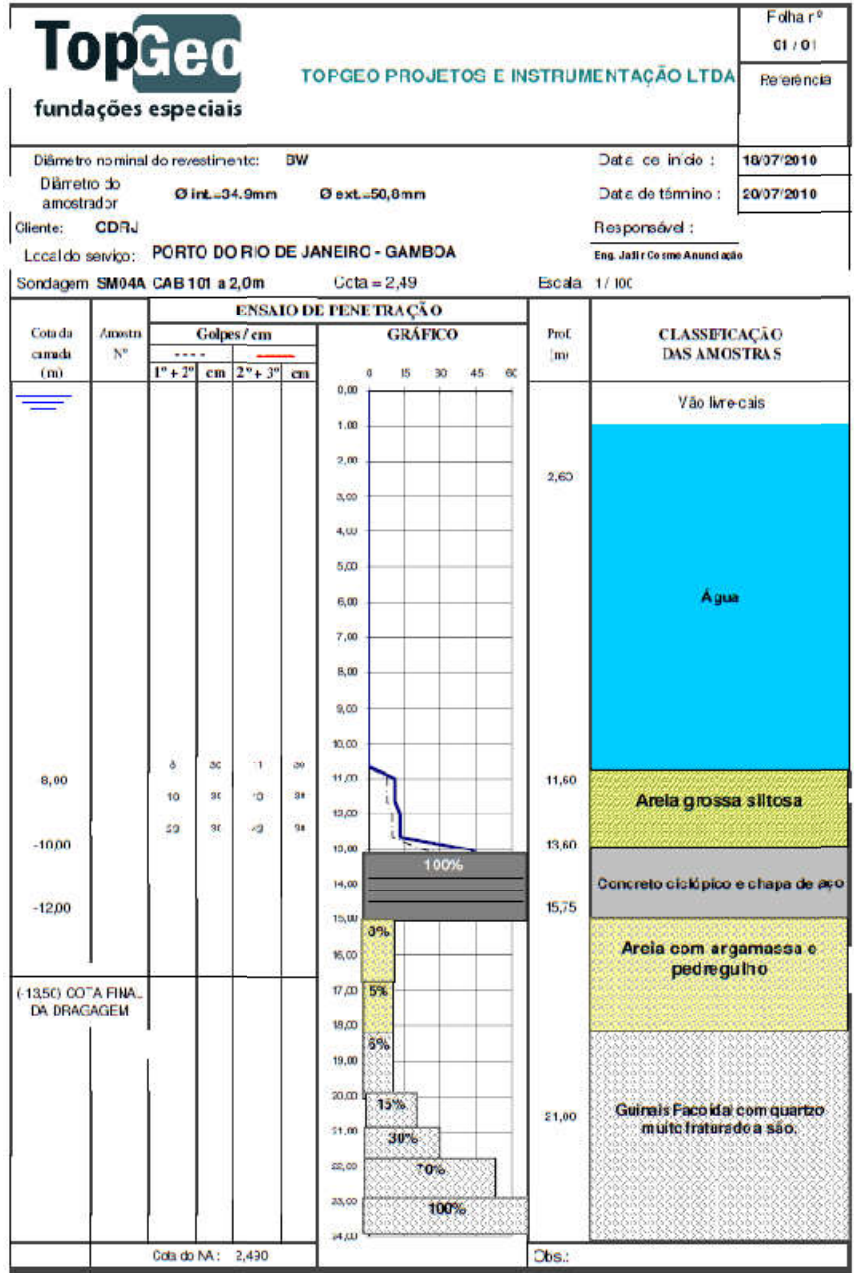 TopGeo
fundações especiais
TOPGEO PROJETOS E INSTRUMENTAÇÃO LTDA
Folha nº
01 / 01
Referência
Diâmetro nominal do revestimento: BW
Data de início : 18/07/2010
Diâmetro do amostrador Ø int.=34.9mm Ø ext.=50,8mm
Data de término : 20/07/2010
Cliente: CDRJ
Responsável :
Local do serviço: PORTO DO RIO DE JANEIRO - GAMBOA
Eng. Jafir Cosme Anunciação
Sondagem SM04A CAB 101 a 2,0m Cota = 2,49 Escala 1/100
ENSAIO DE PENETRAÇÃO
Cota da camada (m)
Amostra Nº
Golpes / cm
1º + 2º cm 2º + 3º cm
GRÁFICO
0 15 30 45 60
Prof. (m)
CLASSIFICAÇÃO
DAS AMOSTRAS
0,00
Vão livre-cais
1,00
2,00
2,60
3,00
4,00
5,00
6,00
Água
7,00
8,00
9,00
10,00
8,00
11,00
11,60
10
Areia grossa siltosa
12,00
-10,00
13,00
13,60
100%
14,00
Concreto ciclópico e chapa de aço
-12,00
15,00
15,75
3%
16,00
Areia com argamassa e
pedregulho
(-13,50) COTA FINAL
DA DRAGAGEM
17,00
5%
18,00
6%
19,00
20,00
15%
21,00
21,00
Guinais Facoidal com quartzo
muito fraturado a são.
30%
22,00
70%
23,00
100%
24,00
Cota do NA : 2,490
Obs.: